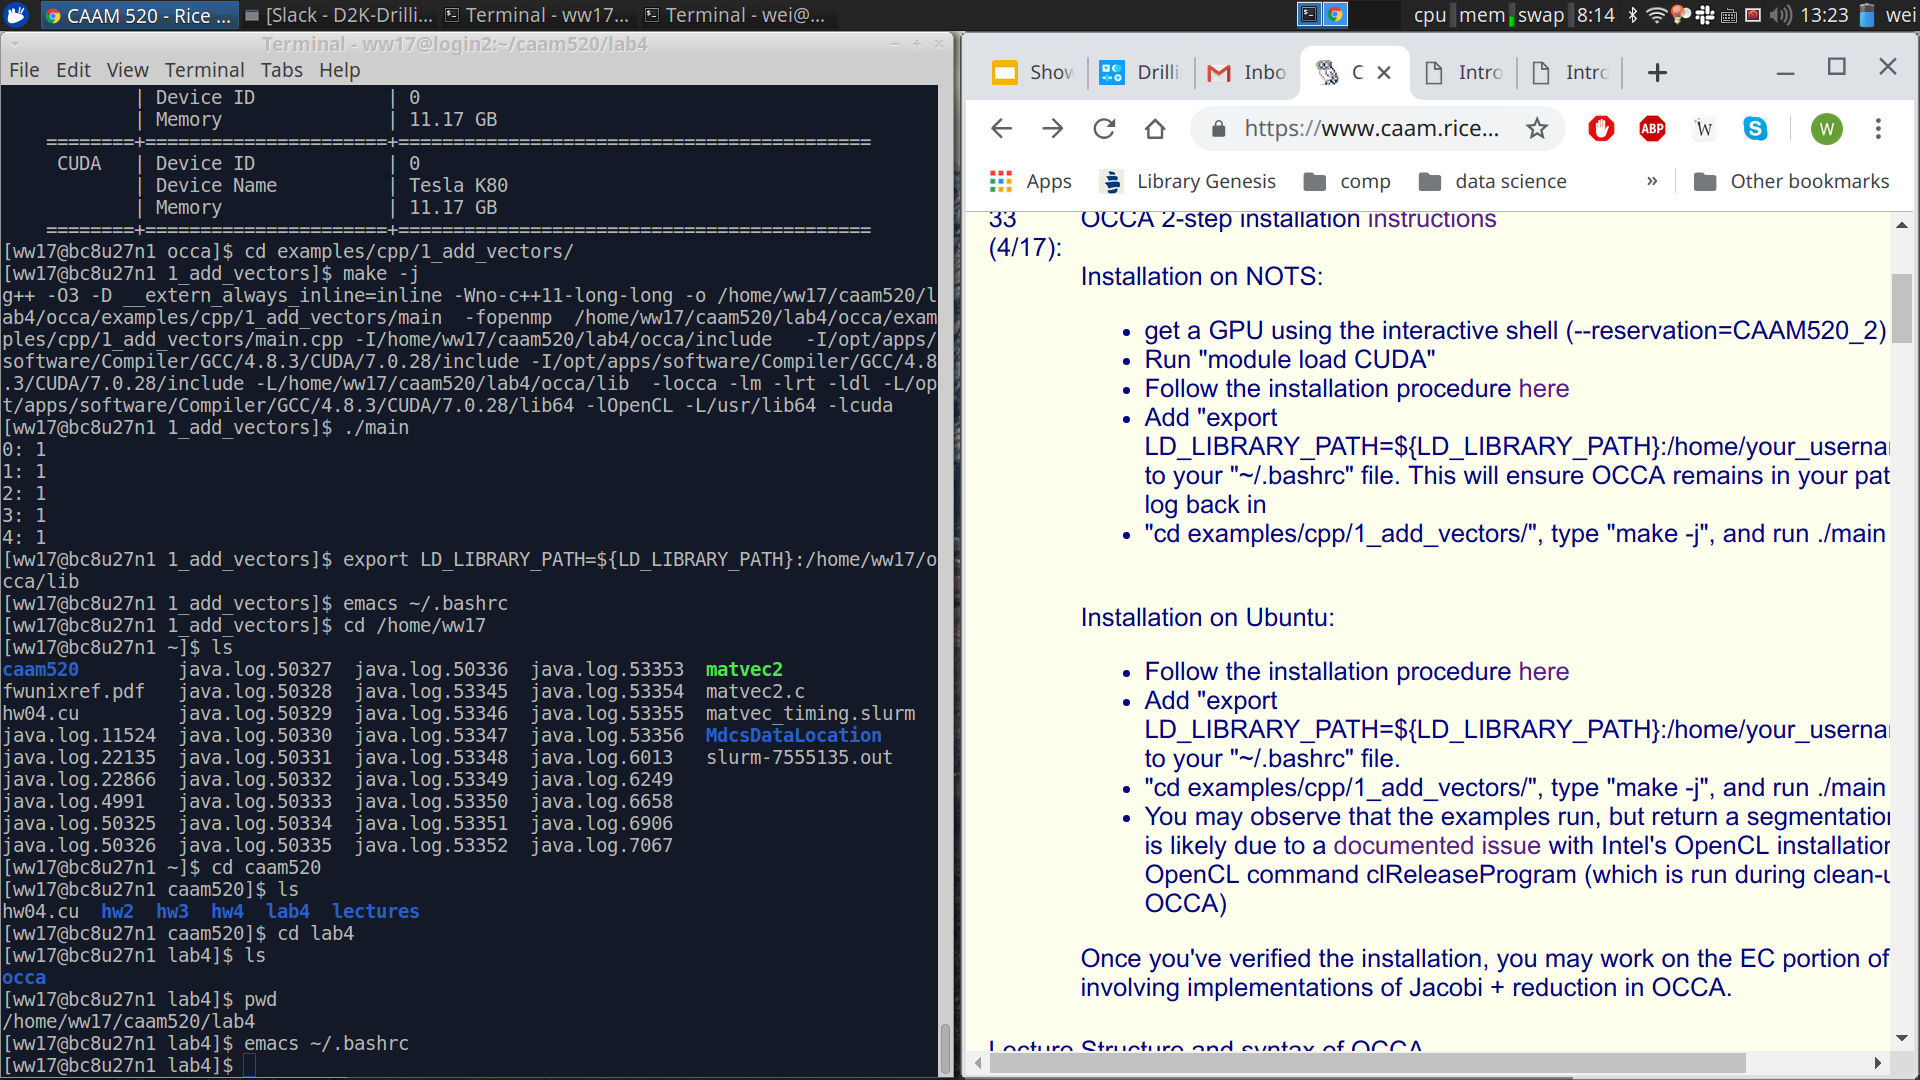 CAAM 520 - Rice ...
[Slack - D2K-Drilli...
Terminal - ww17...
Terminal - wei@...
cpu mem swap 8:14 13:23 wei
Terminal - ww17@login2:~/caam520/lab4
File Edit View Terminal Tabs Help
| Device ID | 0
| Memory | 11.17 GB
========+======================+===========================================
CUDA | Device ID | 0
| Device Name | Tesla K80
| Memory | 11.17 GB
========+======================+===========================================
[ww17@bc8u27n1 occa]$ cd examples/cpp/1_add_vectors/
[ww17@bc8u27n1 1_add_vectors]$ make -j
g++ -O3 -D __extern_always_inline=inline -Wno-c++11-long-long -o /home/ww17/caam520/l
ab4/occa/examples/cpp/1_add_vectors/main  -fopenmp  /home/ww17/caam520/lab4/occa/exam
ples/cpp/1_add_vectors/main.cpp -I/home/ww17/caam520/lab4/occa/include   -I/opt/apps/
software/Compiler/GCC/4.8.3/CUDA/7.0.28/include -I/opt/apps/software/Compiler/GCC/4.8
.3/CUDA/7.0.28/include -L/home/ww17/caam520/lab4/occa/lib  -locca -lm -lrt -ldl -L/op
t/apps/software/Compiler/GCC/4.8.3/CUDA/7.0.28/lib64 -lOpenCL -L/usr/lib64 -lcuda
[ww17@bc8u27n1 1_add_vectors]$ ./main
0: 1
1: 1
2: 1
3: 1
4: 1
[ww17@bc8u27n1 1_add_vectors]$ export LD_LIBRARY_PATH=${LD_LIBRARY_PATH}:/home/ww17/o
cca/lib
[ww17@bc8u27n1 1_add_vectors]$ emacs ~/.bashrc
[ww17@bc8u27n1 1_add_vectors]$ cd /home/ww17
[ww17@bc8u27n1 ~]$ ls
caam520 java.log.50327 java.log.50336 java.log.53353 matvec2
fwunixref.pdf java.log.50328 java.log.53345 java.log.53354 matvec2.c
hw04.cu java.log.50329 java.log.53346 java.log.53355 matvec_timing.slurm
java.log.11524 java.log.50330 java.log.53347 java.log.53356 MdcsDataLocation
java.log.22135 java.log.50331 java.log.53348 java.log.6013 slurm-7555135.out
java.log.22866 java.log.50332 java.log.53349 java.log.6249
java.log.4991 java.log.50333 java.log.53350 java.log.6658
java.log.50325 java.log.50334 java.log.53351 java.log.6906
java.log.50326 java.log.50335 java.log.53352 java.log.7067
[ww17@bc8u27n1 ~]$ cd caam520
[ww17@bc8u27n1 caam520]$ ls
hw04.cu hw2 hw3 hw4 lab4 lectures
[ww17@bc8u27n1 caam520]$ cd lab4
[ww17@bc8u27n1 lab4]$ ls
occa
[ww17@bc8u27n1 lab4]$ pwd
/home/ww17/caam520/lab4
[ww17@bc8u27n1 lab4]$ emacs ~/.bashrc
[ww17@bc8u27n1 lab4]$
Show Drilli Inbo C Intro Intro
https://www.caam.rice...
ABP W S W
Apps Library Genesis comp data science » Other bookmarks
33 OCCA 2-step installation instructions
(4/17):
Installation on NOTS:
• get a GPU using the interactive shell (--reservation=CAAM520_2)
• Run "module load CUDA"
• Follow the installation procedure here
• Add "export
LD_LIBRARY_PATH=${LD_LIBRARY_PATH}:/home/your_userna
to your "~/.bashrc" file. This will ensure OCCA remains in your pat
log back in
• "cd examples/cpp/1_add_vectors/", type "make -j", and run ./main
Installation on Ubuntu:
• Follow the installation procedure here
• Add "export
LD_LIBRARY_PATH=${LD_LIBRARY_PATH}:/home/your_userna
to your "~/.bashrc" file.
• "cd examples/cpp/1_add_vectors/", type "make -j", and run ./main
• You may observe that the examples run, but return a segmentation
is likely due to a documented issue with Intel's OpenCL installation
OpenCL command clReleaseProgram (which is run during clean-u
OCCA)
Once you've verified the installation, you may work on the EC portion of
involving implementations of Jacobi + reduction in OCCA.
Lecture Structure and syntax of OCCA